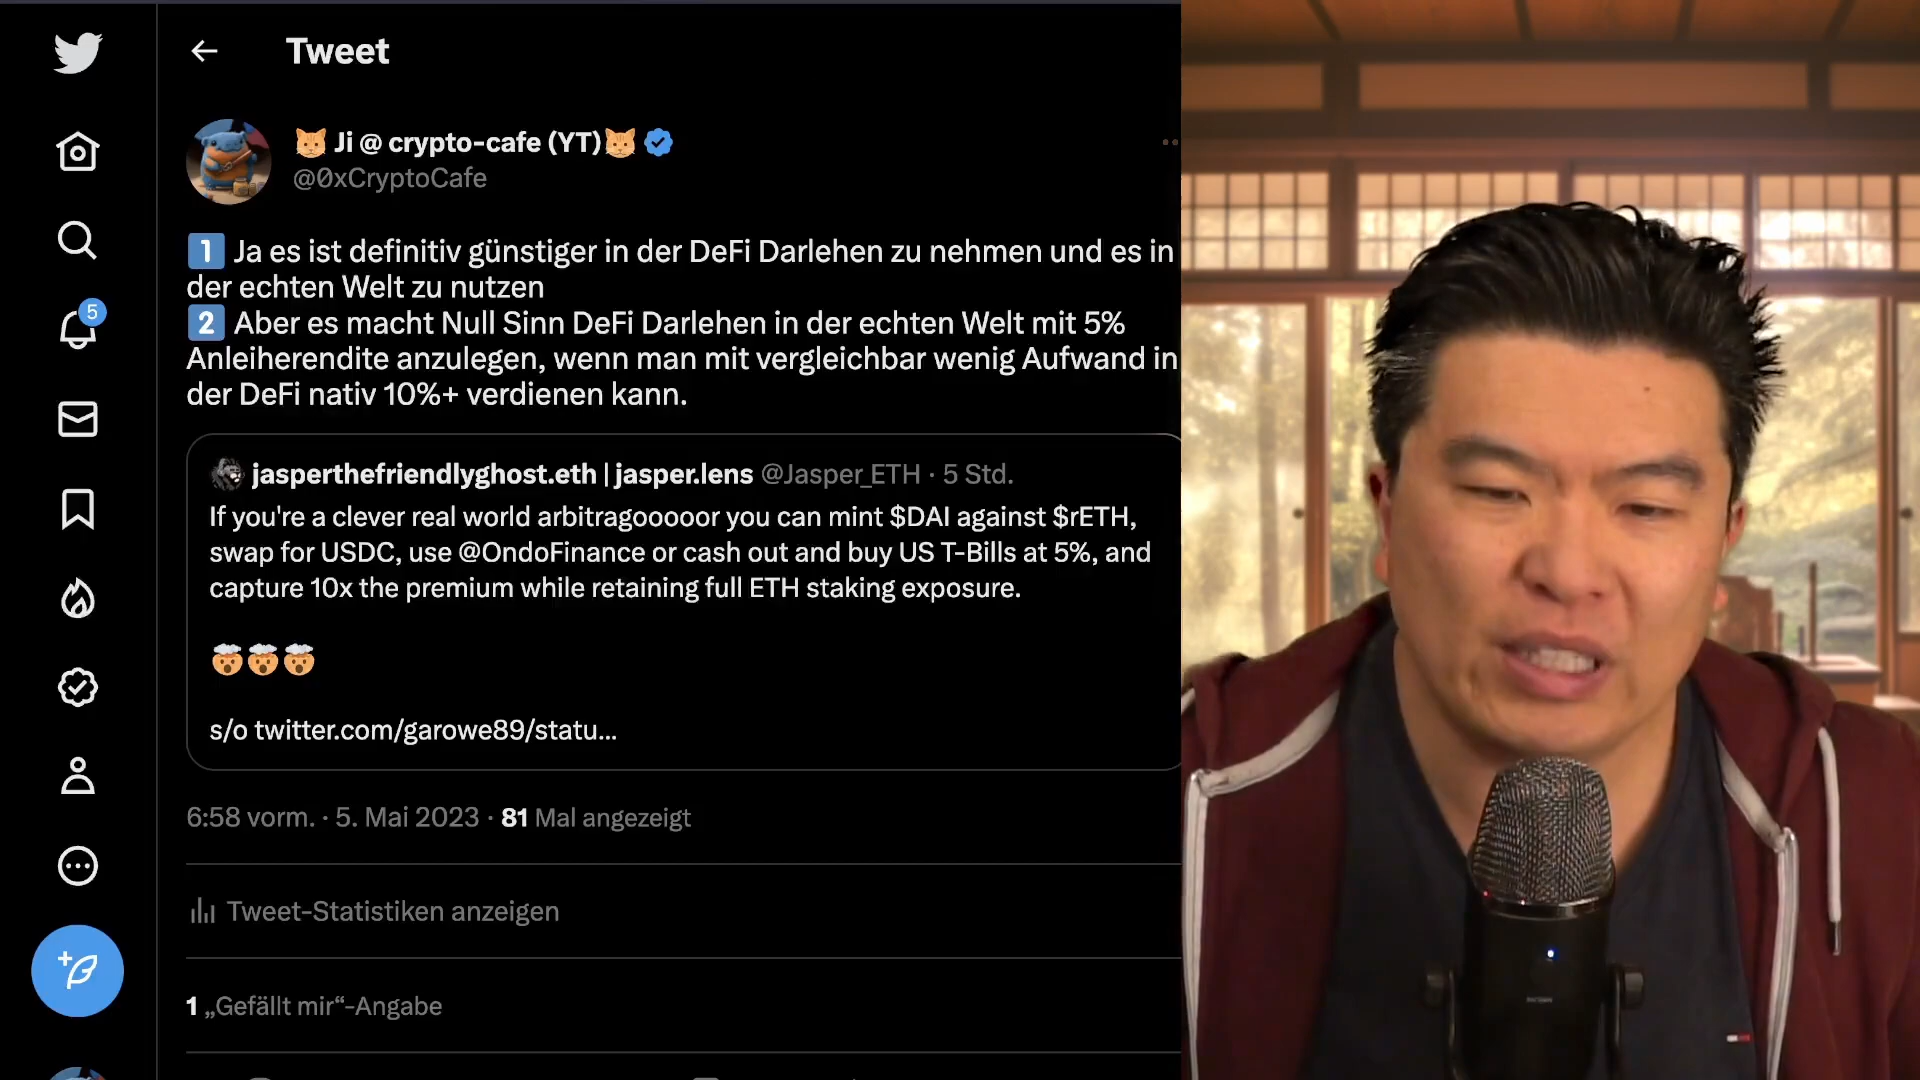 Tweet
🐱 Ji @ crypto-cafe (YT)🐱
@0xCryptoCafe
1️⃣ Ja es ist definitiv günstiger in der DeFi Darlehen zu nehmen und es in
der echten Welt zu nutzen
2️⃣ Aber es macht Null Sinn DeFi Darlehen in der echten Welt mit 5%
Anleiherendite anzulegen, wenn man mit vergleichbar wenig Aufwand in
der DeFi nativ 10%+ verdienen kann.
jasperthefriendlyghost.eth | jasper.lens @Jasper_ETH · 5 Std.
If you're a clever real world arbitragooooor you can mint $DAI against $rETH,
swap for USDC, use @OndoFinance or cash out and buy US T-Bills at 5%, and
capture 10x the premium while retaining full ETH staking exposure.
🤯🤯🤯
s/o twitter.com/garowe89/statu...
6:58 vorm. · 5. Mai 2023 · 81 Mal angezeigt
Tweet-Statistiken anzeigen
1 „Gefällt mir“-Angabe
5